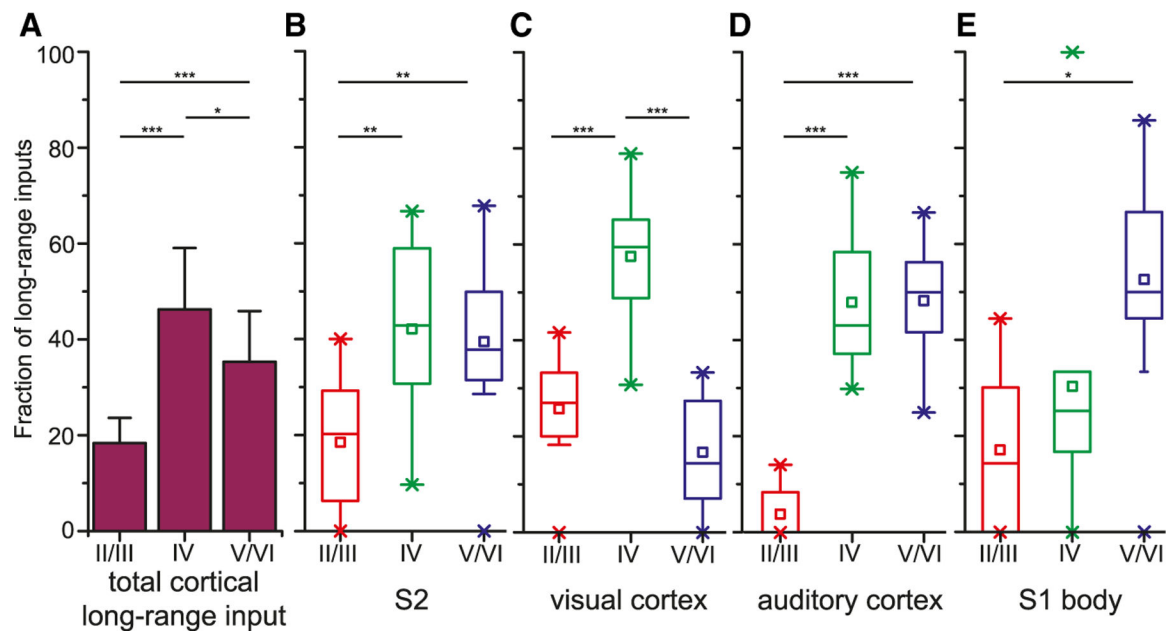 A B C D E
Fraction of long-range inputs
100
80
60
40
20
0
*** *** *
** **
*** ***
*** ***
*
II/III IV V/VI II/III IV V/VI II/III IV V/VI II/III IV V/VI II/III IV V/VI
total cortical
long-range input
S2
visual cortex
auditory cortex
S1 body